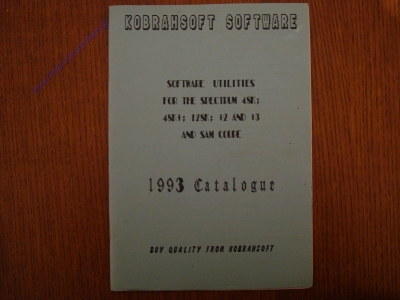 KOBRAHSOFT SOFTWARE
SOFTWARE UTILITIES
FOR THE SPECTRUM 48K;
48K+; 128K; +2 AND +3
AND SAM COUPE
1993 Catalogue
BUY QUALITY FROM KOBRAHSOFT